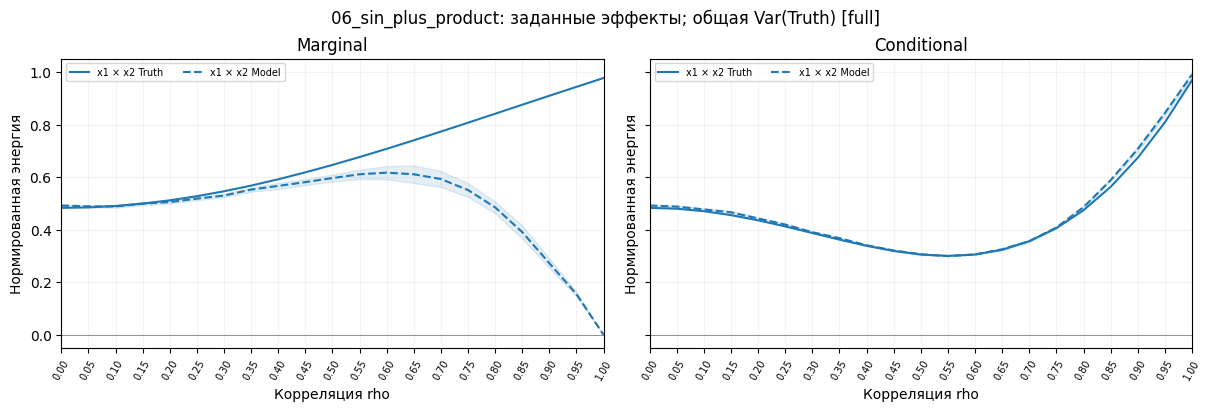 06_sin_plus_product: заданные эффекты; общая Var(Truth) [full]
Marginal
x1 × x2 Truth
x1 × x2 Model
Нормированная энергия
1.0
0.8
0.6
0.4
0.2
0.0
0.00 0.05 0.10 0.15 0.20 0.25 0.30 0.35 0.40 0.45 0.50 0.55 0.60 0.65 0.70 0.75 0.80 0.85 0.90 0.95 1.00
Корреляция rho
Conditional
x1 × x2 Truth
x1 × x2 Model
Нормированная энергия
0.00 0.05 0.10 0.15 0.20 0.25 0.30 0.35 0.40 0.45 0.50 0.55 0.60 0.65 0.70 0.75 0.80 0.85 0.90 0.95 1.00
Корреляция rho